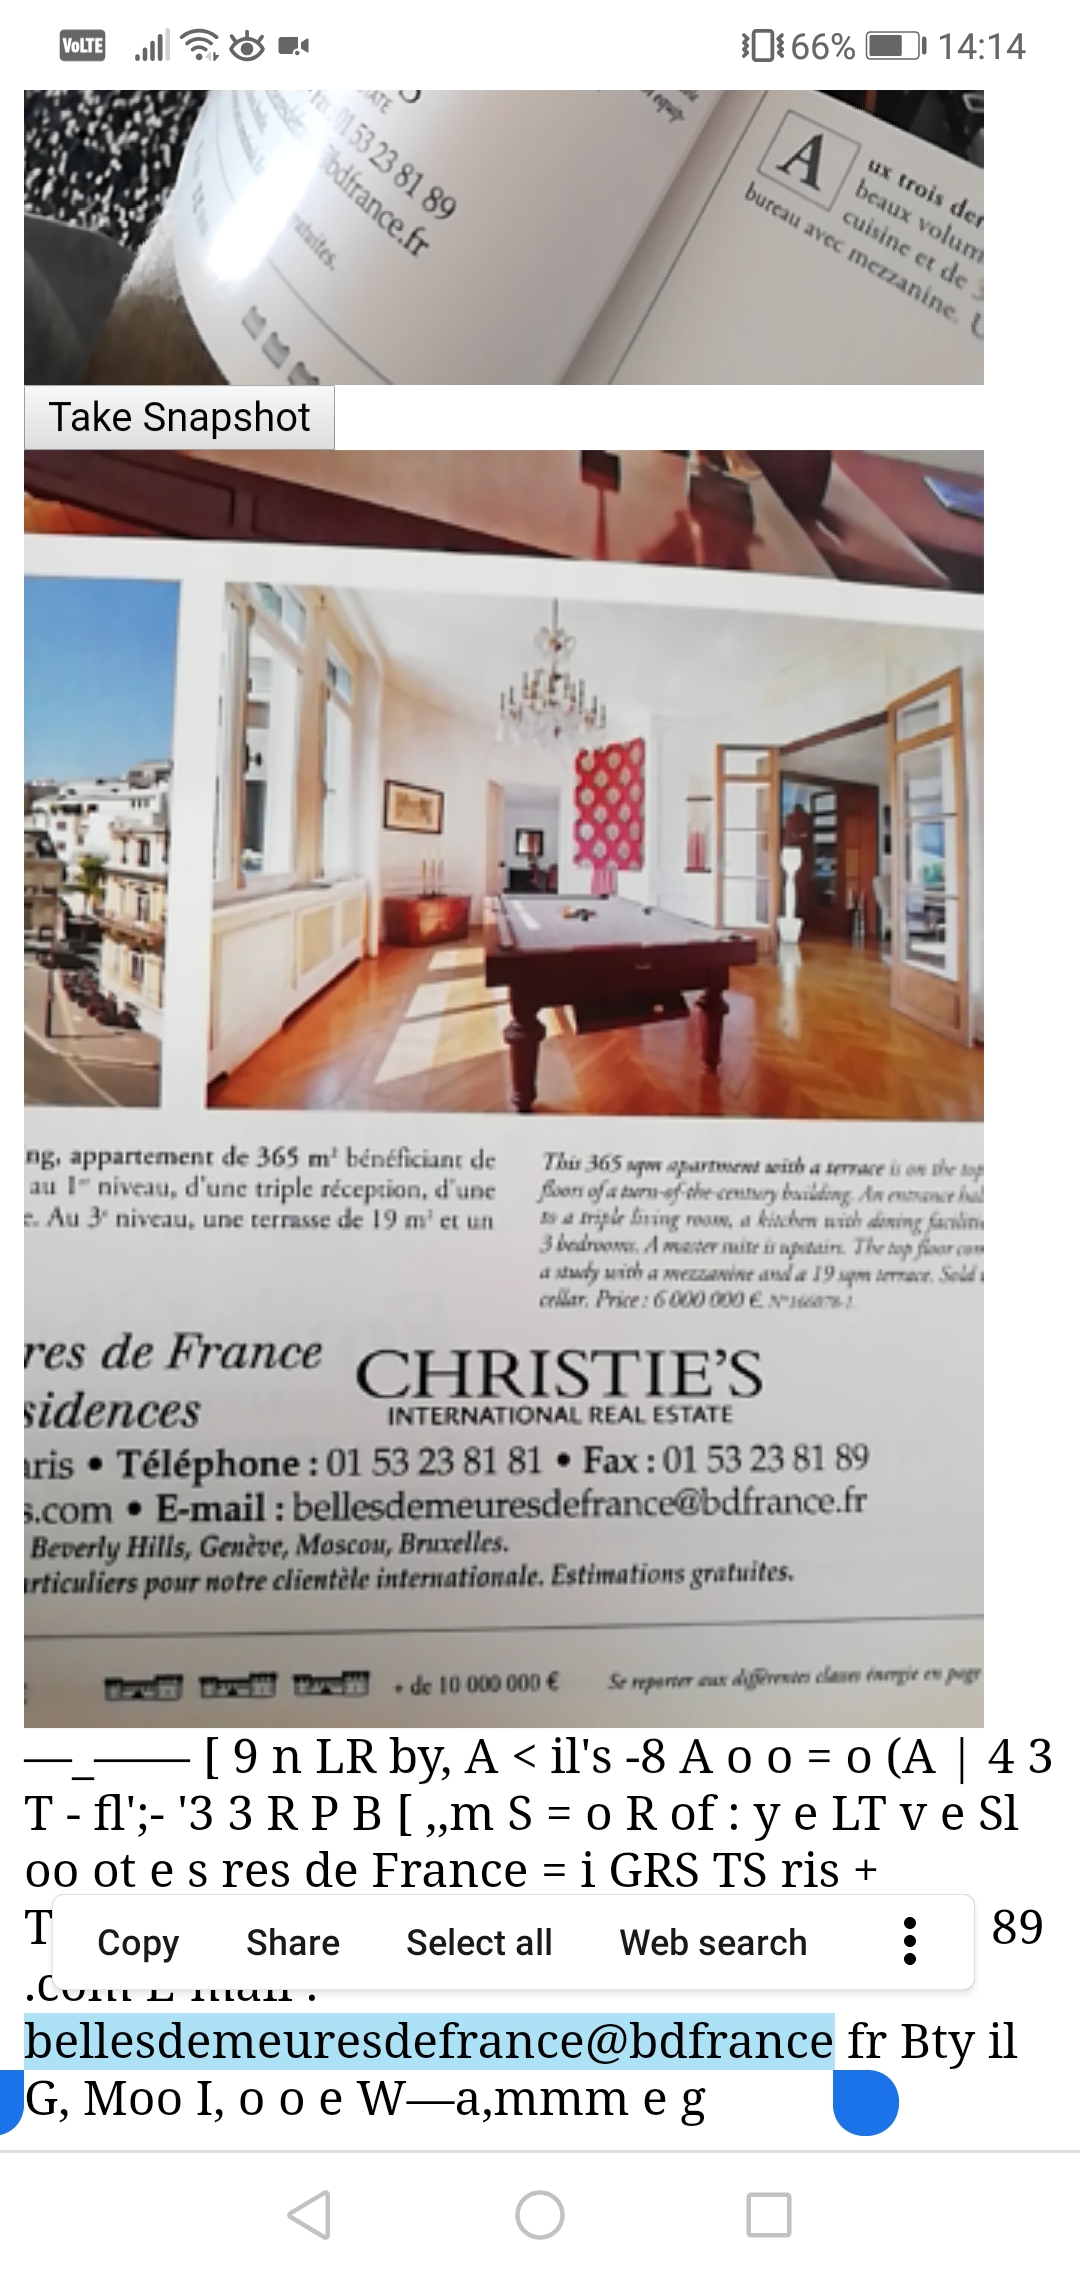 VoLTE
66% 14:14
ATE
01 53 23 81 89
bdfrance.fr
equip-
A
ux trois der
beaux volum
cuisine et de 3
bureau avec mezzanine.
Take Snapshot
ng, appartement de 365 m² bénéficiant de
au 1er niveau, d'une triple réception, d'une
e. Au 3e niveau, une terrasse de 19 m² et un
This 365 sqm apartment with a terrace is on the top
floors of a turn-of-the-century building. An entrance hal
to a triple living room, a kitchen with dining faciliti
3 bedrooms. A master suite is upstairs. The top floor con
a study with a mezzanine and a 19 sqm terrace. Sold
cellar. Price : 6 000 000 €.
res de France
sidences
CHRISTIE'S
INTERNATIONAL REAL ESTATE
aris • Téléphone : 01 53 23 81 81 • Fax : 01 53 23 81 89
s.com • E-mail : bellesdemeuresdefrance@bdfrance.fr
Beverly Hills, Genève, Moscou, Bruxelles.
articuliers pour notre clientèle internationale. Estimations gratuites.
+ de 10 000 000 €
Se reporter aux différentes classes énergie en page
—_—— [ 9 n LR by, A < il's -8 A o o = o (A | 4 3
T - fl';- '3 3 R P B [ ,,m S = o R of : y e LT v e Sl
oo ot e s res de France = i GRS TS ris +
T
89
Copy Share Select all Web search
.com E-mail :
bellesdemeuresdefrance@bdfrance fr Bty il
G, Moo I, o o e W—a,mmm e g